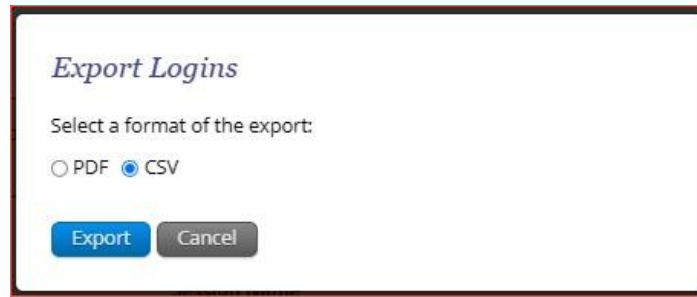 Export Logins
Select a format of the export:
PDF CSV
Export Cancel